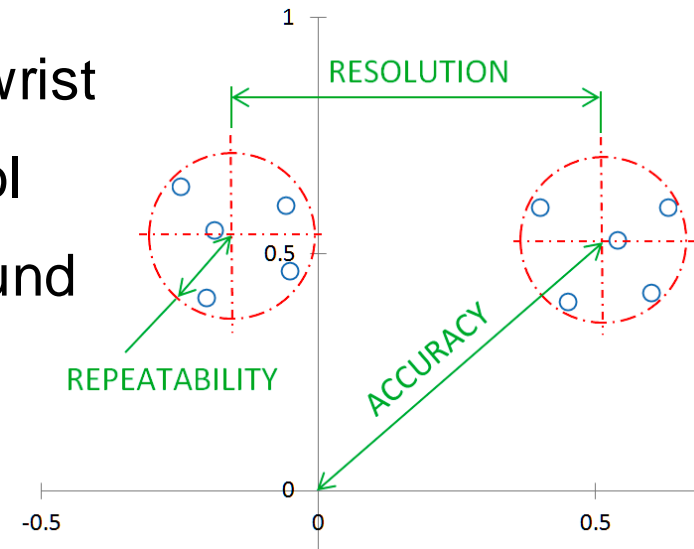 wrist
ol
und
1
RESOLUTION
0.5
REPEATABILITY
ACCURACY
0
-0.5
0
0.5